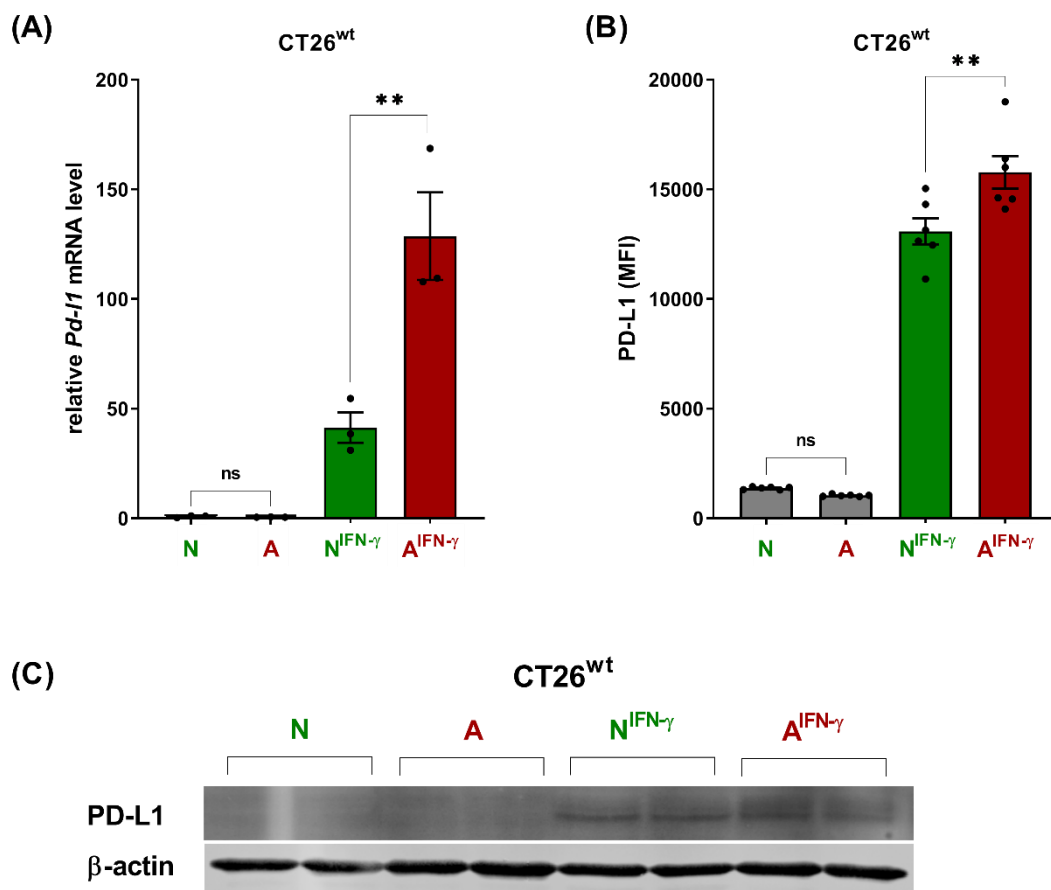 (A)
CT26wt
relative Pd-l1 mRNA level
200
150
100
50
0
**
ns
N
A
NIFN-γ
AIFN-γ
(B)
CT26wt
PD-L1 (MFI)
20000
15000
10000
5000
0
**
ns
N
A
NIFN-γ
AIFN-γ
(C)
CT26wt
N A NIFN-γ AIFN-γ
PD-L1
β-actin